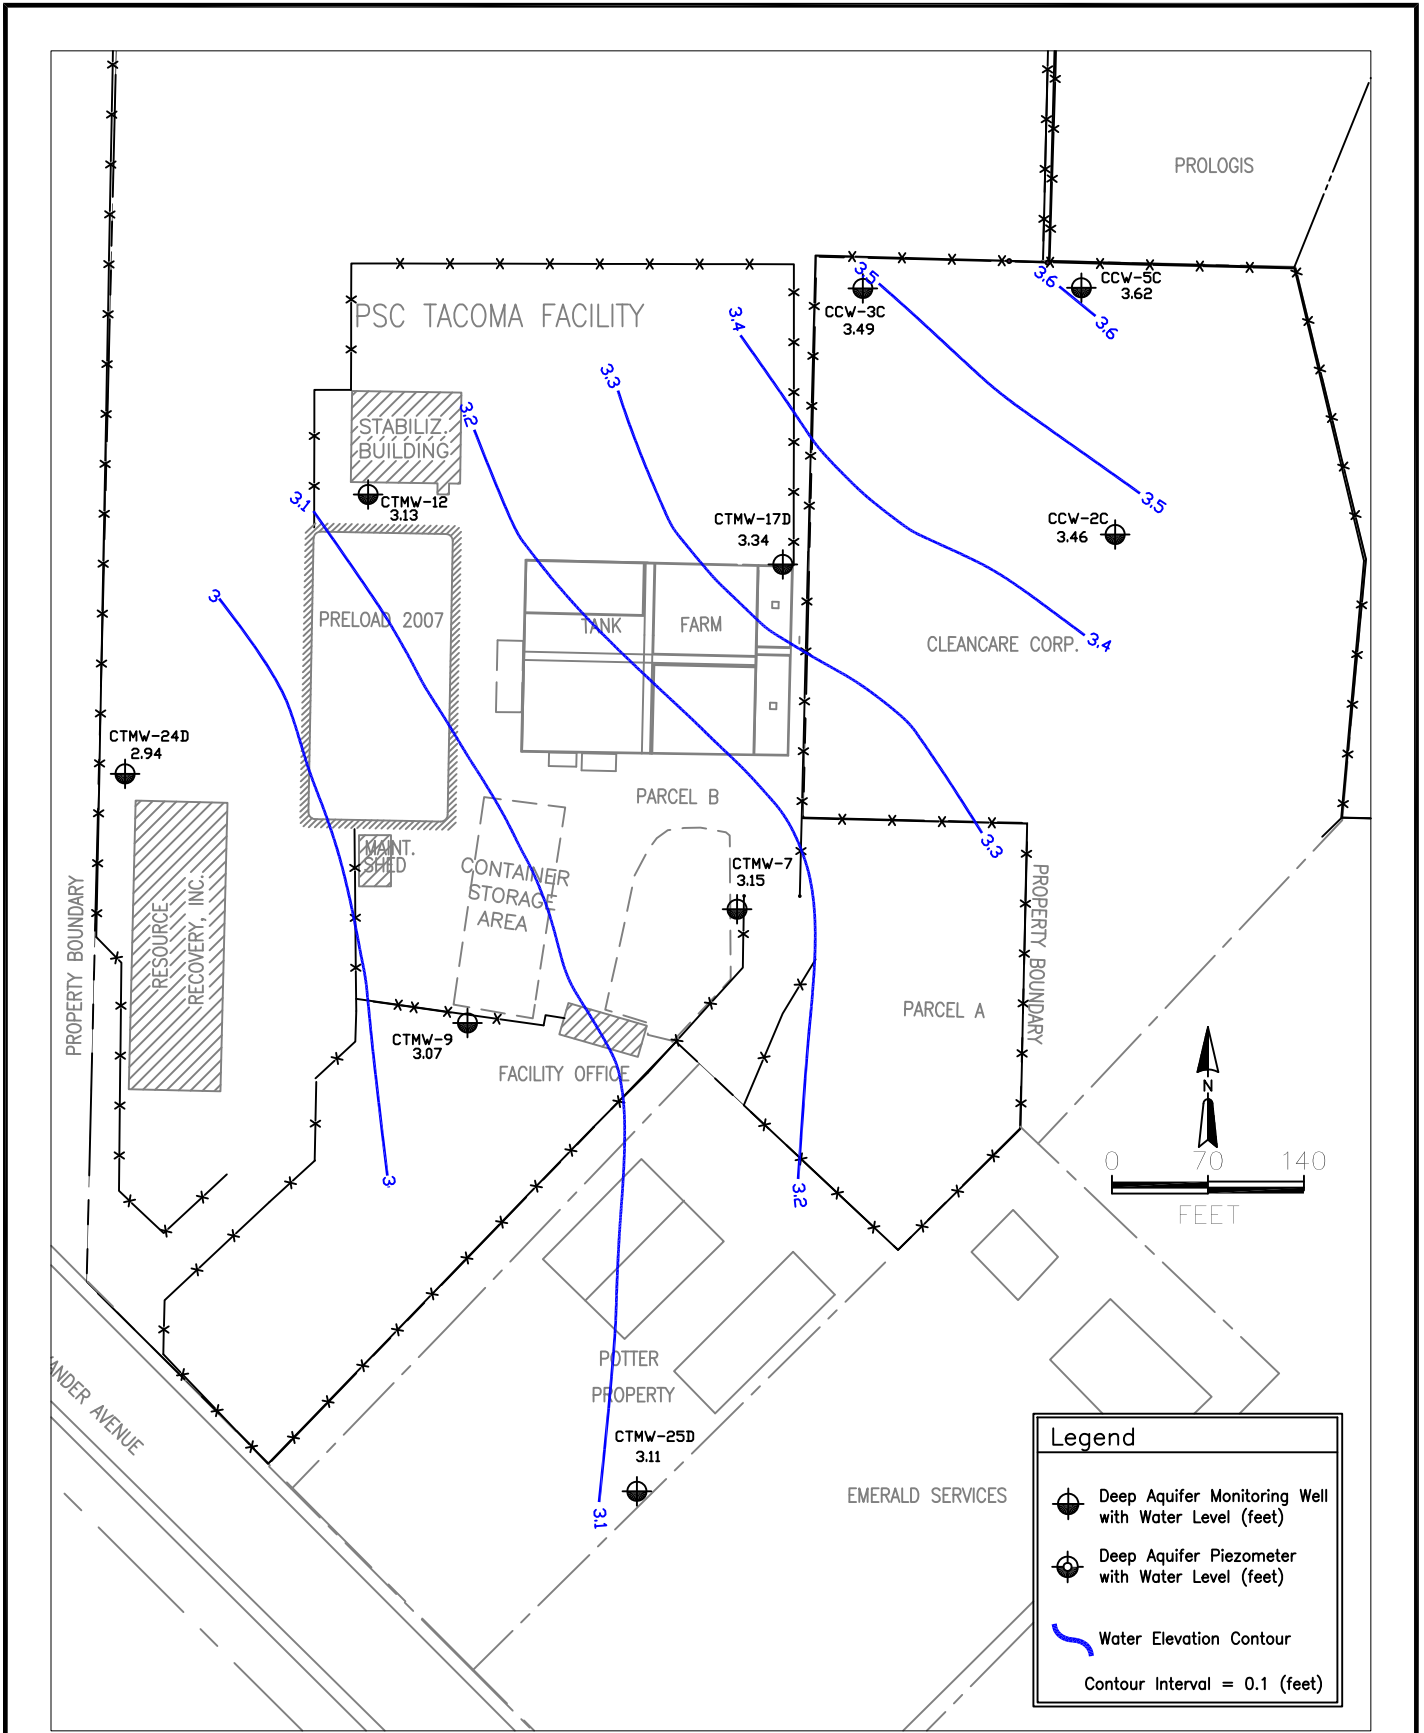 PROLOGIS
3.5
3.6
CCW-5C
3.62
PSC TACOMA FACILITY
3.4
CCW-3C
3.49
3.6
3.3
3.2
STABILIZ.
BUILDING
3.1
CTMW-12
3.13
CTMW-17D
3.34
3.5
CCW-2C
3.46
3
PRELOAD 2007
TANK
FARM
CLEANCARE CORP.
3.4
CTMW-24D
2.94
PARCEL B
MAINT.
SHED
CONTAINER
STORAGE
AREA
CTMW-7
3.15
3.3
PROPERTY BOUNDARY
RESOURCE
RECOVERY, INC.
PROPERTY BOUNDARY
PARCEL A
CTMW-9
3.07
FACILITY OFFICE
N
0 70 140
FEET
3
3.2
POTTER
PROPERTY
ANDER AVENUE
CTMW-25D
3.11
3.1
EMERALD SERVICES
Legend
Deep Aquifer Monitoring Well
with Water Level (feet)
Deep Aquifer Piezometer
with Water Level (feet)
Water Elevation Contour
Contour Interval = 0.1 (feet)